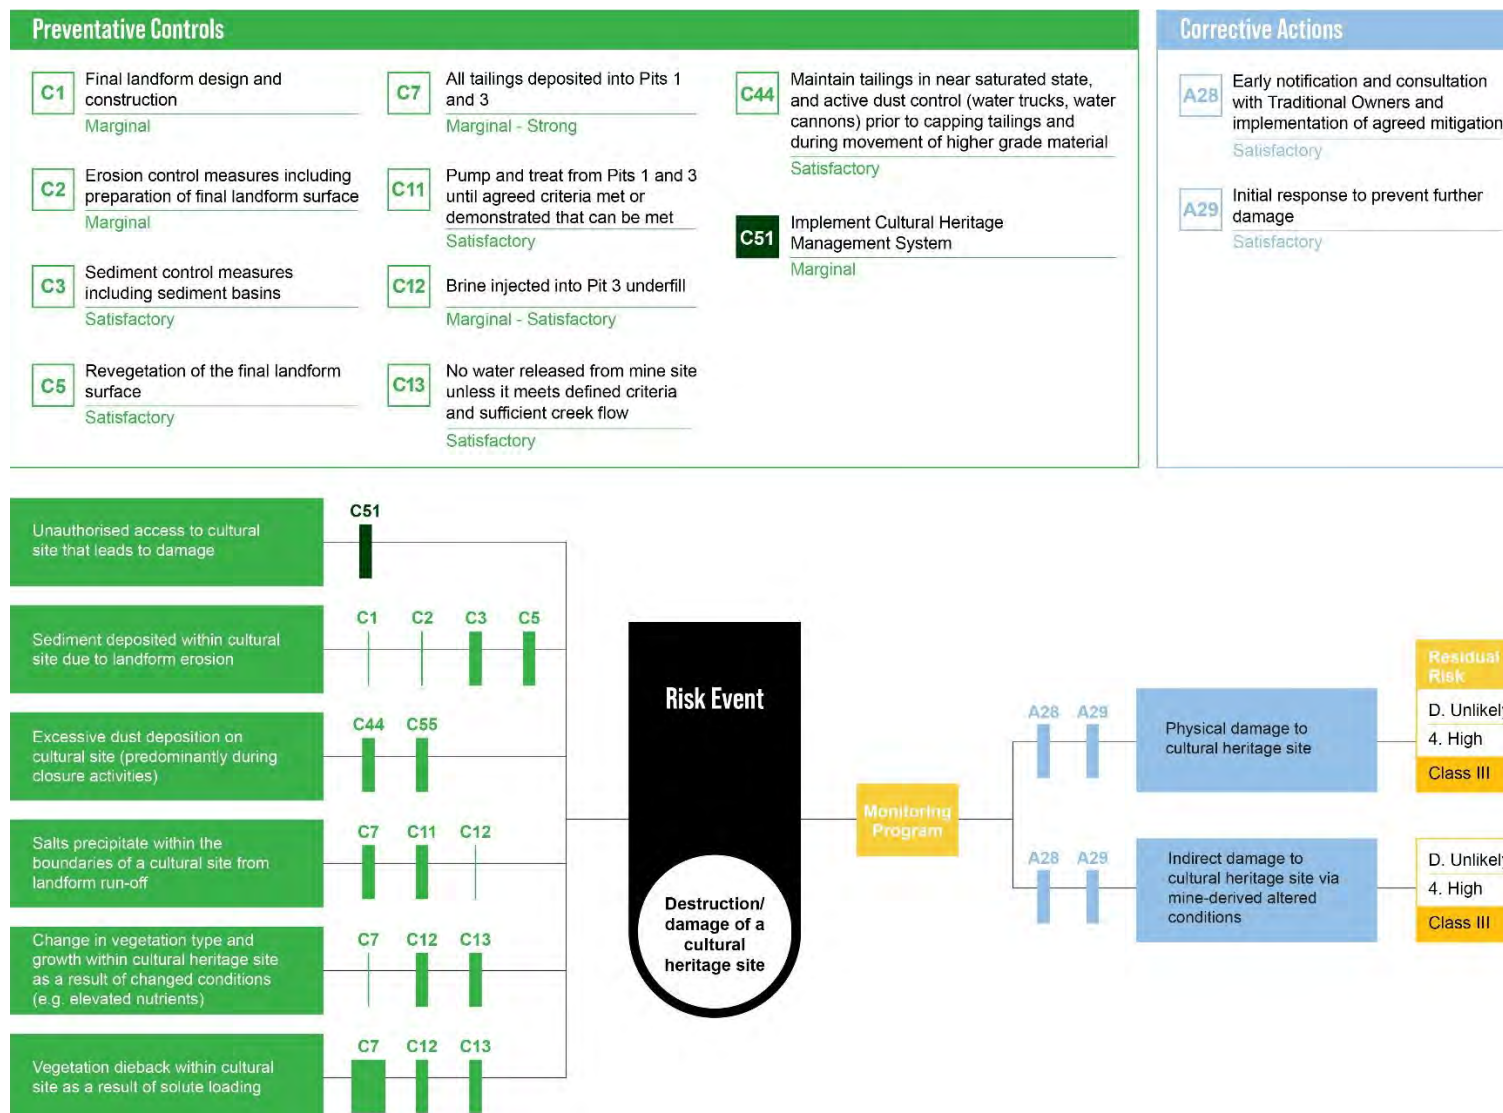 Preventative Controls
C1
Final landform design and
construction
Marginal
C2
Erosion control measures including
preparation of final landform surface
Marginal
C3
Sediment control measures
including sediment basins
Satisfactory
C5
Revegetation of the final landform
surface
Satisfactory
C7
All tailings deposited into Pits 1
and 3
Marginal - Strong
C11
Pump and treat from Pits 1 and 3
until agreed criteria met or
demonstrated that can be met
Satisfactory
C12
Brine injected into Pit 3 underfill
Marginal - Satisfactory
C13
No water released from mine site
unless it meets defined criteria
and sufficient creek flow
Satisfactory
C44
Maintain tailings in near saturated state,
and active dust control (water trucks, water
cannons) prior to capping tailings and
during movement of higher grade material
Satisfactory
C51
Implement Cultural Heritage
Management System
Marginal
Corrective Actions
A28
Early notification and consultation
with Traditional Owners and
implementation of agreed mitigation
Satisfactory
A29
Initial response to prevent further
damage
Satisfactory
Unauthorised access to cultural
site that leads to damage
C51
Sediment deposited within cultural
site due to landform erosion
C1 C2 C3 C5
Excessive dust deposition on
cultural site (predominantly during
closure activities)
C44 C55
Salts precipitate within the
boundaries of a cultural site from
landform run-off
C7 C11 C12
Change in vegetation type and
growth within cultural heritage site
as a result of changed conditions
(e.g. elevated nutrients)
C7 C12 C13
Vegetation dieback within cultural
site as a result of solute loading
C7 C12 C13
Risk Event
Destruction/
damage of a
cultural
heritage site
Monitoring
Program
A28 A29
Physical damage to
cultural heritage site
Residual
Risk
D. Unlikely
4. High
Class III
A28 A29
Indirect damage to
cultural heritage site via
mine-derived altered
conditions
D. Unlikely
4. High
Class III